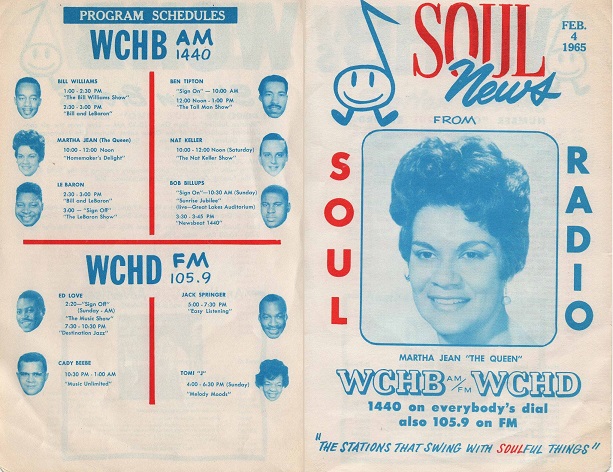 PROGRAM SCHEDULES
WCHB AM
1440
BILL WILLIAMS
1:00 - 2:30 PM
"The Bill Williams Show"
2:30 - 3:00 PM
"Bill and LeBaron"
MARTHA JEAN (The Queen)
10:00 - 12:00 Noon
"Homemaker's Delight"
LE BARON
2:30 - 3:00 PM
"Bill and LeBaron"
3:00 — "Sign Off"
"The LeBaron Show"
BEN TIPTON
"Sign On" — 10:00 AM
12:00 Noon - 1:00 PM
"The Tall Man Show"
NAT KELLER
10:00 - 12:00 Noon (Saturday)
"The Nat Keller Show"
BOB BILLUPS
"Sign On"—10:30 AM (Sunday)
"Sunrise Jubilee"
(live—Great Lakes Auditorium)
3:30 - 3:45 PM
"Newsbeat 1440"
WCHD FM
105.9
ED LOVE
2:20—"Sign Off"
(Sunday - AM)
"The Music Show"
7:30 - 10:30 PM
"Destination Jazz"
CADY BEEBE
10:30 PM - 1:00 AM
"Music Unlimited"
JACK SPRINGER
5:00 - 7:30 PM
"Easy Listening"
TOMI "J"
4:00 - 6:30 PM (Sunday)
"Melody Moods"
SOUL
News
FEB.
4
1965
FROM
SOUL
RADIO
MARTHA JEAN "THE QUEEN"
WCHB AM/FM WCHD
1440 on everybody's dial
also 105.9 on FM
"THE STATIONS THAT SWING WITH SOULFUL THINGS"